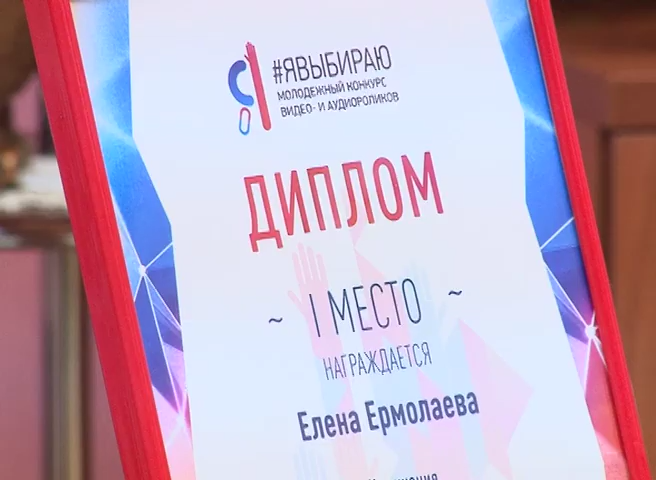 #ЯВЫБИРАЮ
МОЛОДЕЖНЫЙ КОНКУРС
ВИДЕО- И АУДИОРОЛИКОВ
ДИПЛОМ
~ I МЕСТО ~
НАГРАЖДАЕТСЯ
Елена Ермолаева